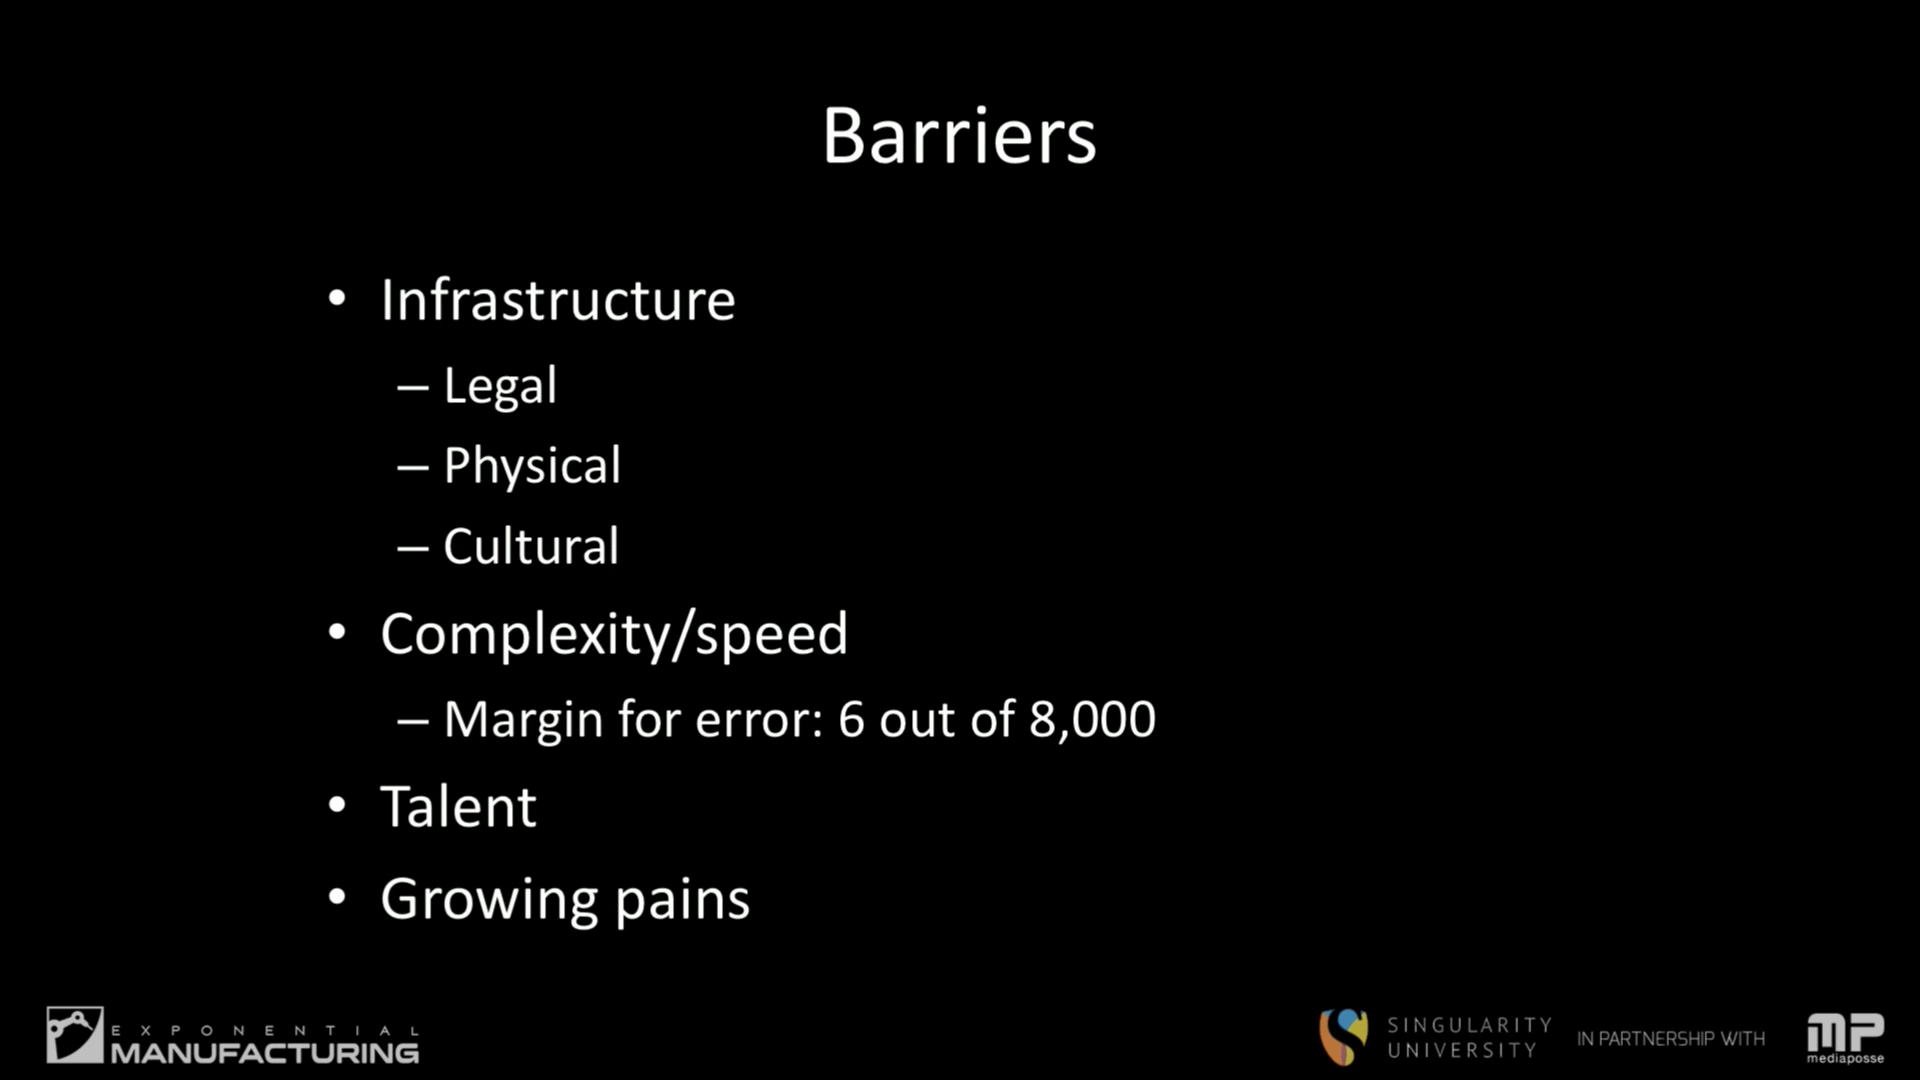 Barriers
• Infrastructure
– Legal
– Physical
– Cultural
• Complexity/speed
– Margin for error: 6 out of 8,000
• Talent
• Growing pains
EXPONENTIAL
MANUFACTURING
SINGULARITY
UNIVERSITY
IN PARTNERSHIP WITH
MP
mediaposse